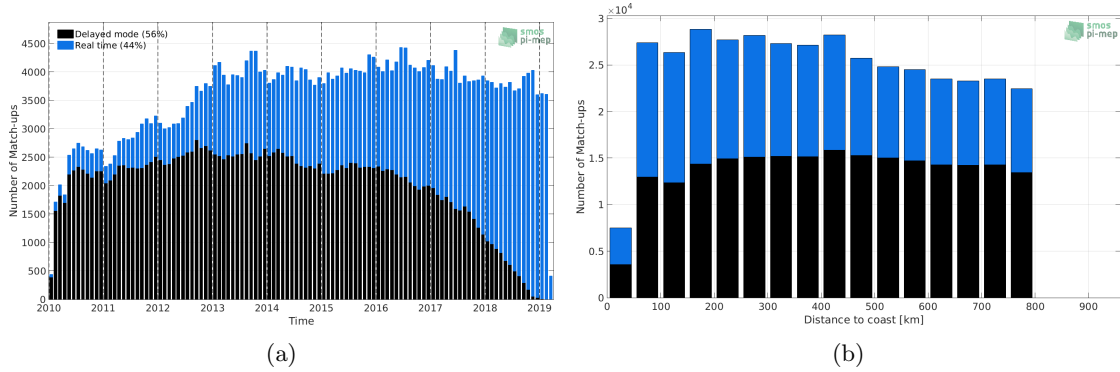 Delayed mode (56%)
Real time (44%)
smos
pi-mep
Number of Match-ups
4500
4000
3500
3000
2500
2000
1500
1000
500
0
2010 2011 2012 2013 2014 2015 2016 2017 2018 2019
Time
(a)
×10⁴
smos
pi-mep
Number of Match-ups
3
2.5
2
1.5
1
0.5
0
0 100 200 300 400 500 600 700 800 900
Distance to coast [km]
(b)